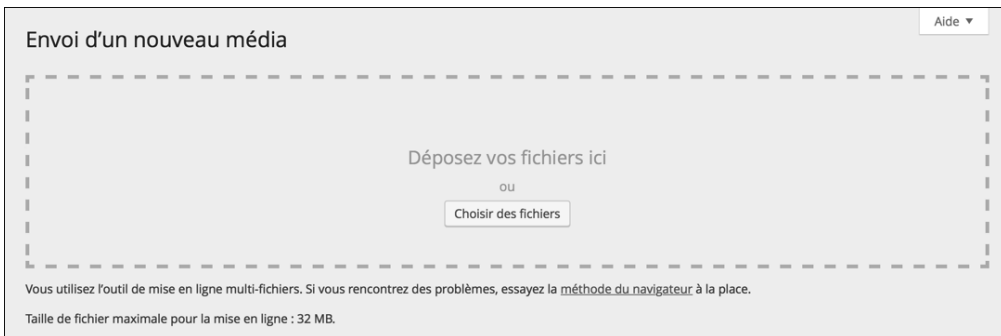 Aide ▼
Envoi d’un nouveau média
Déposez vos fichiers ici
ou
Choisir des fichiers
Vous utilisez l’outil de mise en ligne multi-fichiers. Si vous rencontrez des problèmes, essayez la méthode du navigateur à la place.
Taille de fichier maximale pour la mise en ligne : 32 MB.